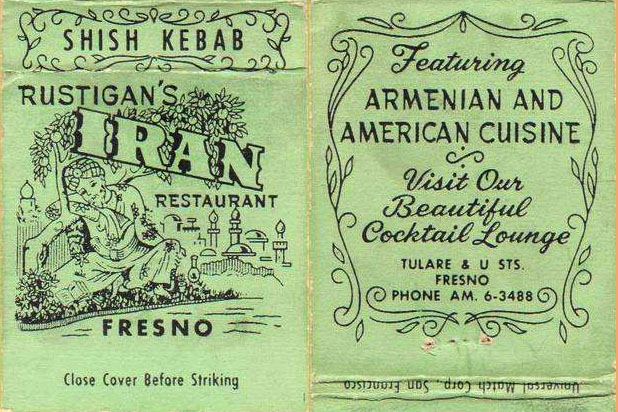 SHISH KEBAB
RUSTIGAN'S
IRAN
RESTAURANT
FRESNO
Close Cover Before Striking
Featuring
ARMENIAN AND
AMERICAN CUISINE
Visit Our
Beautiful
Cocktail Lounge
TULARE & U STS.
FRESNO
PHONE AM. 6-3488
Universal Match Corp., San Francisco